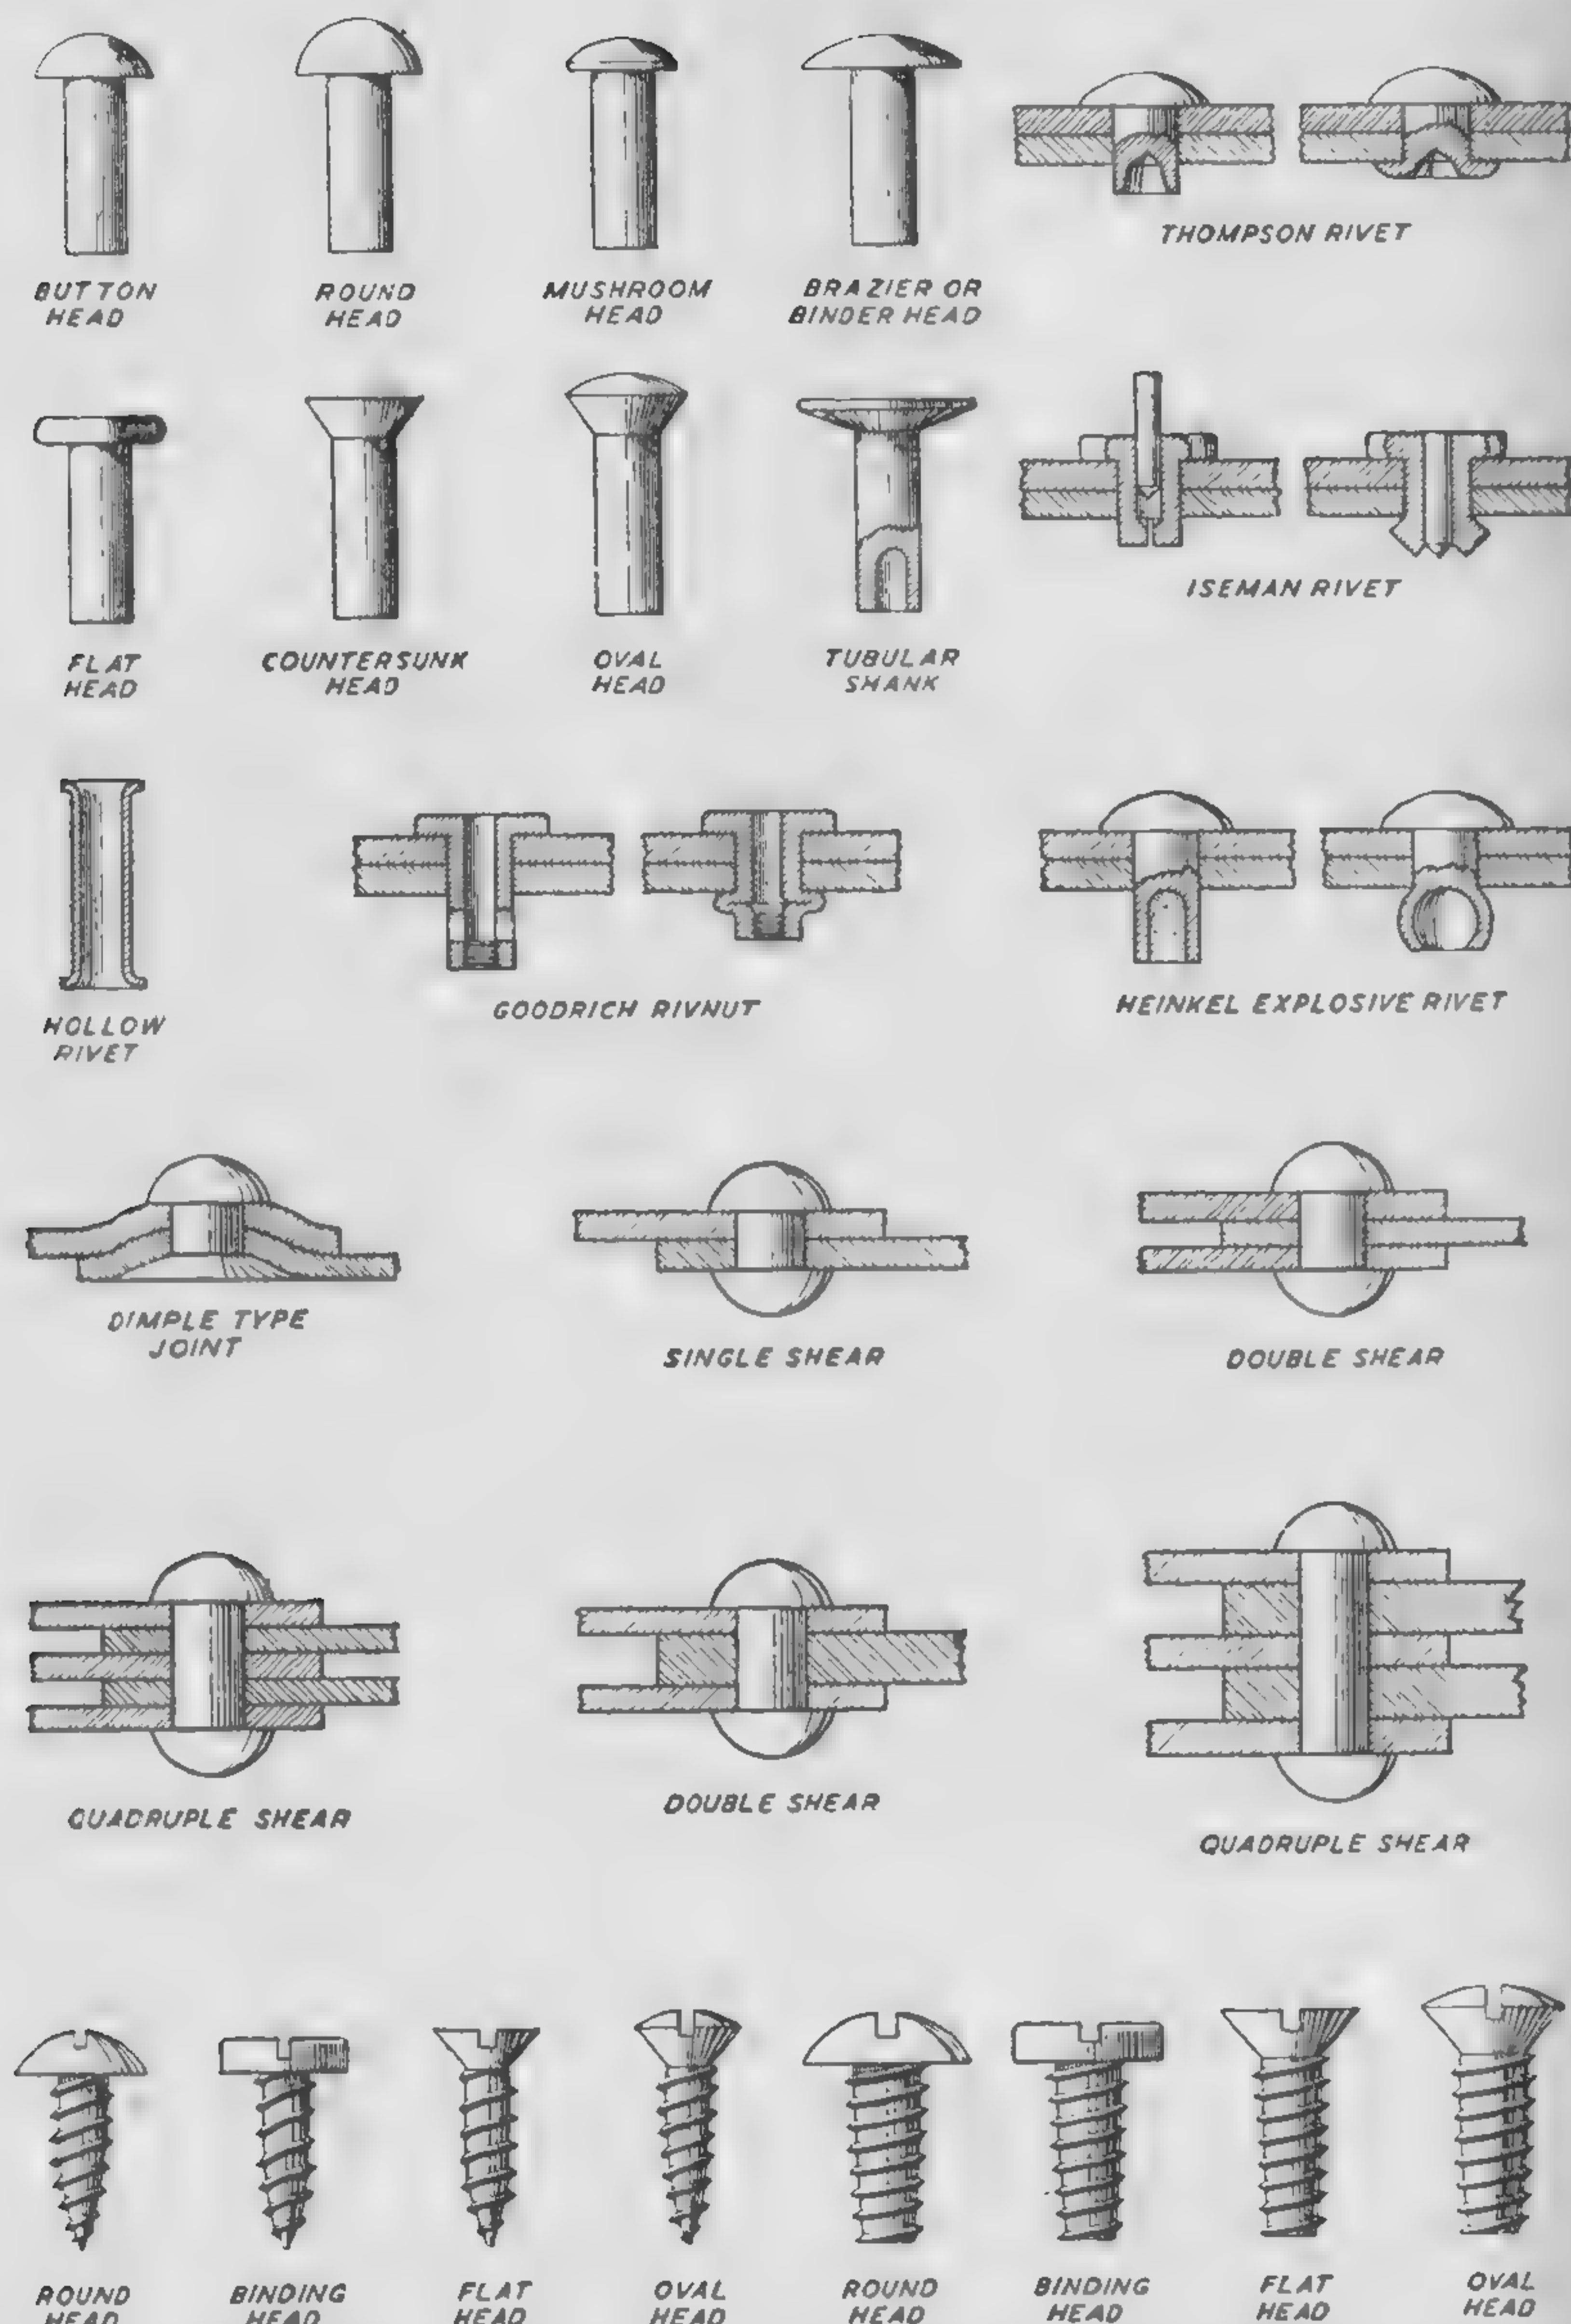 BUTTON
HEAD
ROUND
HEAD
MUSHROOM
HEAD
BRAZIER OR
BINDER HEAD
THOMPSON RIVET
FLAT
HEAD
COUNTERSUNK
HEAD
OVAL
HEAD
TUBULAR
SHANK
ISEMAN RIVET
HOLLOW
RIVET
GOODRICH RIVNUT
HEINKEL EXPLOSIVE RIVET
DIMPLE TYPE
JOINT
SINGLE SHEAR
DOUBLE SHEAR
QUADRUPLE SHEAR
DOUBLE SHEAR
QUADRUPLE SHEAR
ROUND
HEAD
BINDING
HEAD
FLAT
HEAD
OVAL
HEAD
ROUND
HEAD
BINDING
HEAD
FLAT
HEAD
OVAL
HEAD